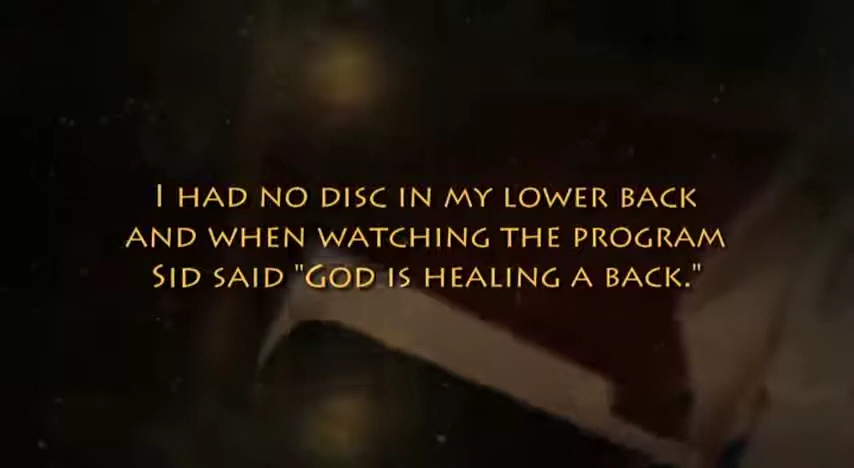 I HAD NO DISC IN MY LOWER BACK
AND WHEN WATCHING THE PROGRAM
SID SAID "GOD IS HEALING A BACK."